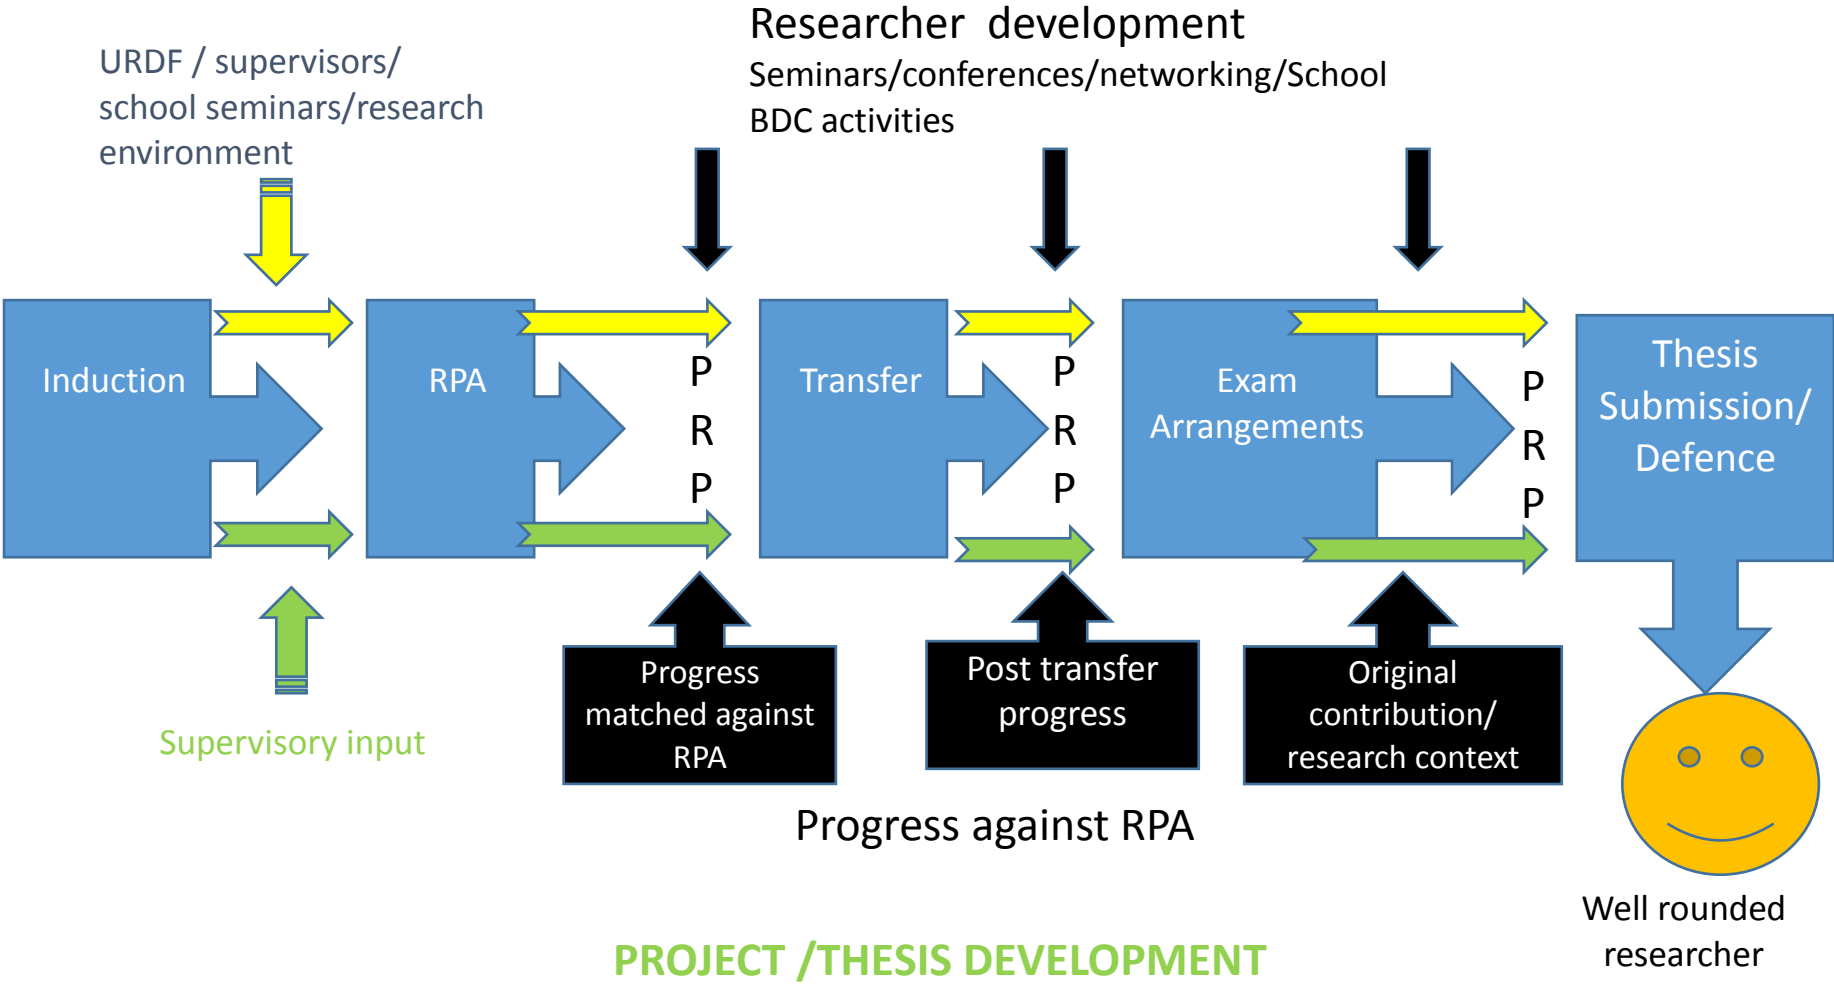 Researcher  development
Seminars/conferences/networking/School
BDC activities
URDF / supervisors/
school seminars/research
environment
Induction
RPA
P
R
P
Transfer
P
R
P
Exam
Arrangements
P
R
P
Thesis
Submission/
Defence
Supervisory input
Progress
matched against
RPA
Post transfer
progress
Original
contribution/
research context
Progress against RPA
Well rounded
researcher
PROJECT /THESIS DEVELOPMENT